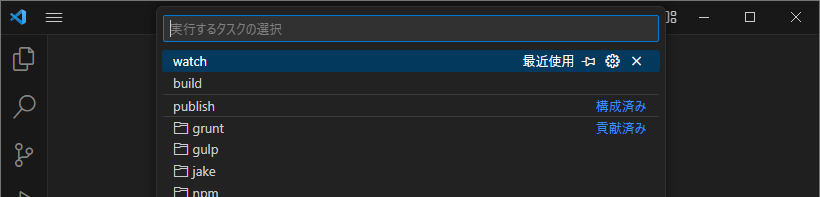 実行するタスクの選択
watch 最近使用
build
publish 構成済み
grunt 貢献済み
gulp
jake
npm